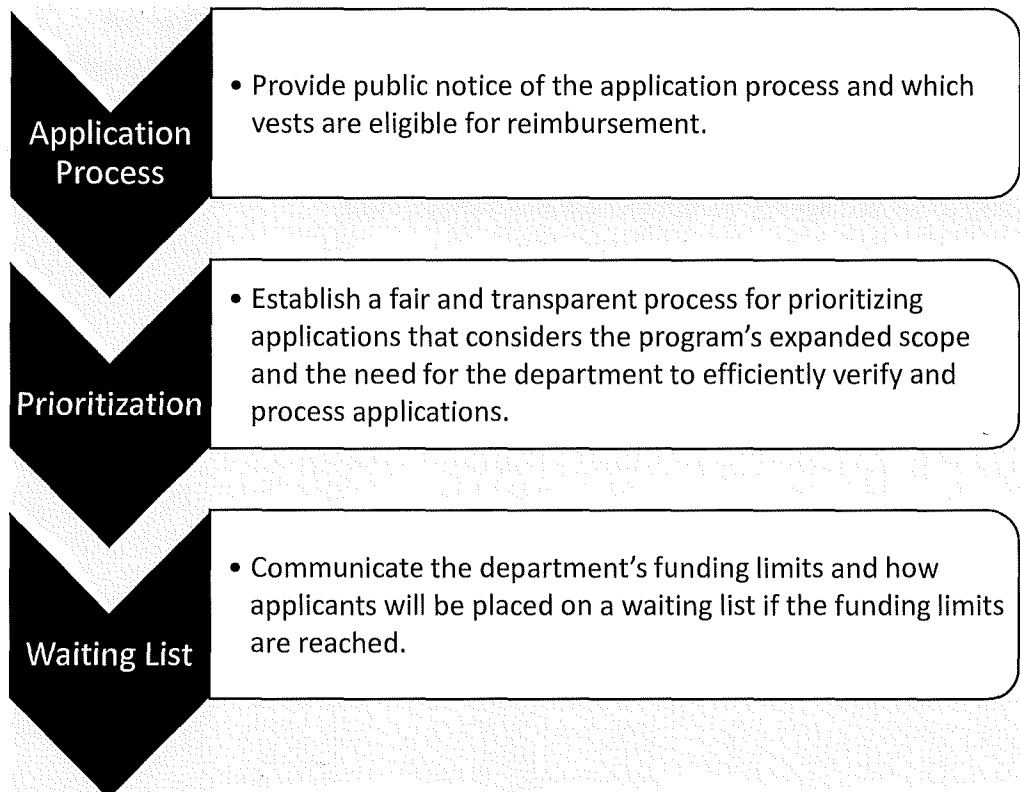 Application
Process
• Provide public notice of the application process and which
vests are eligible for reimbursement.
Prioritization
• Establish a fair and transparent process for prioritizing
applications that considers the program's expanded scope
and the need for the department to efficiently verify and
process applications.
Waiting List
• Communicate the department's funding limits and how
applicants will be placed on a waiting list if the funding limits
are reached.